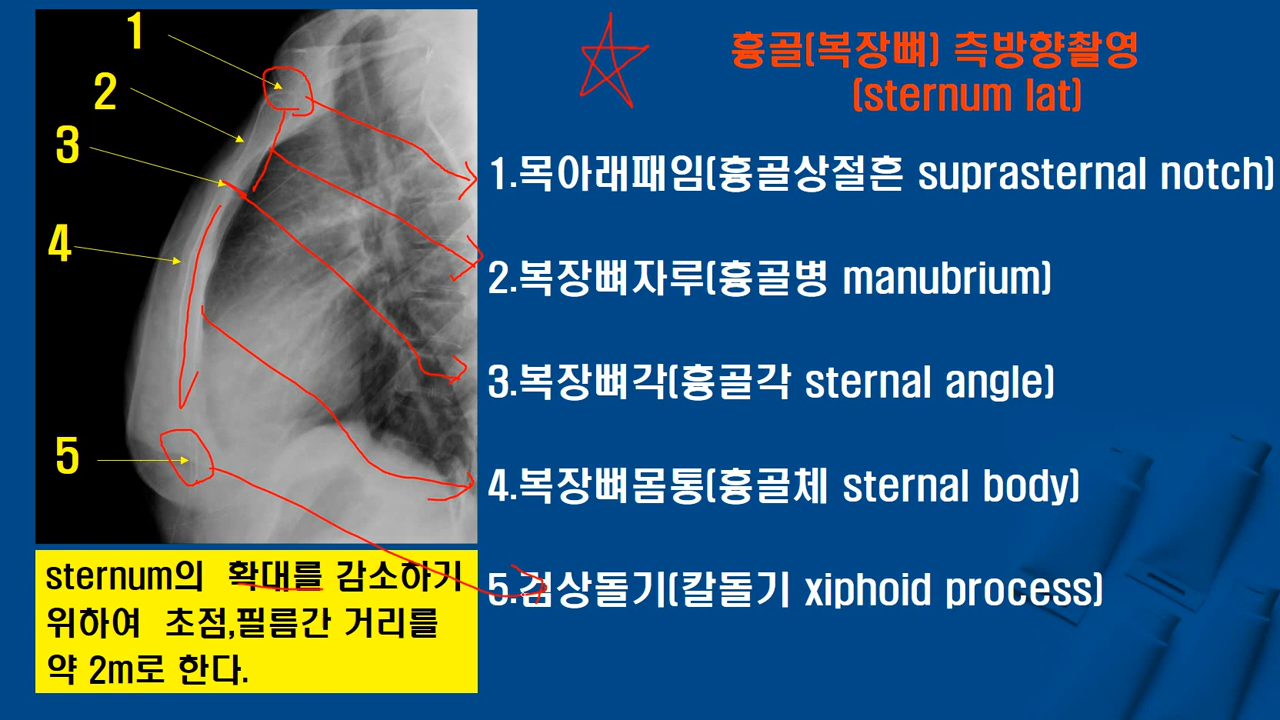 흉골(복장뼈) 측방향촬영
(sternum lat)
1
2
3
4
5
1.목아래패임(흉골상절흔 suprasternal notch)
2.복장뼈자루(흉골병 manubrium)
3.복장뼈각(흉골각 sternal angle)
4.복장뼈몸통(흉골체 sternal body)
5.검상돌기(칼돌기 xiphoid process)
sternum의 확대를 감소하기
위하여 초점,필름간 거리를
약 2m로 한다.